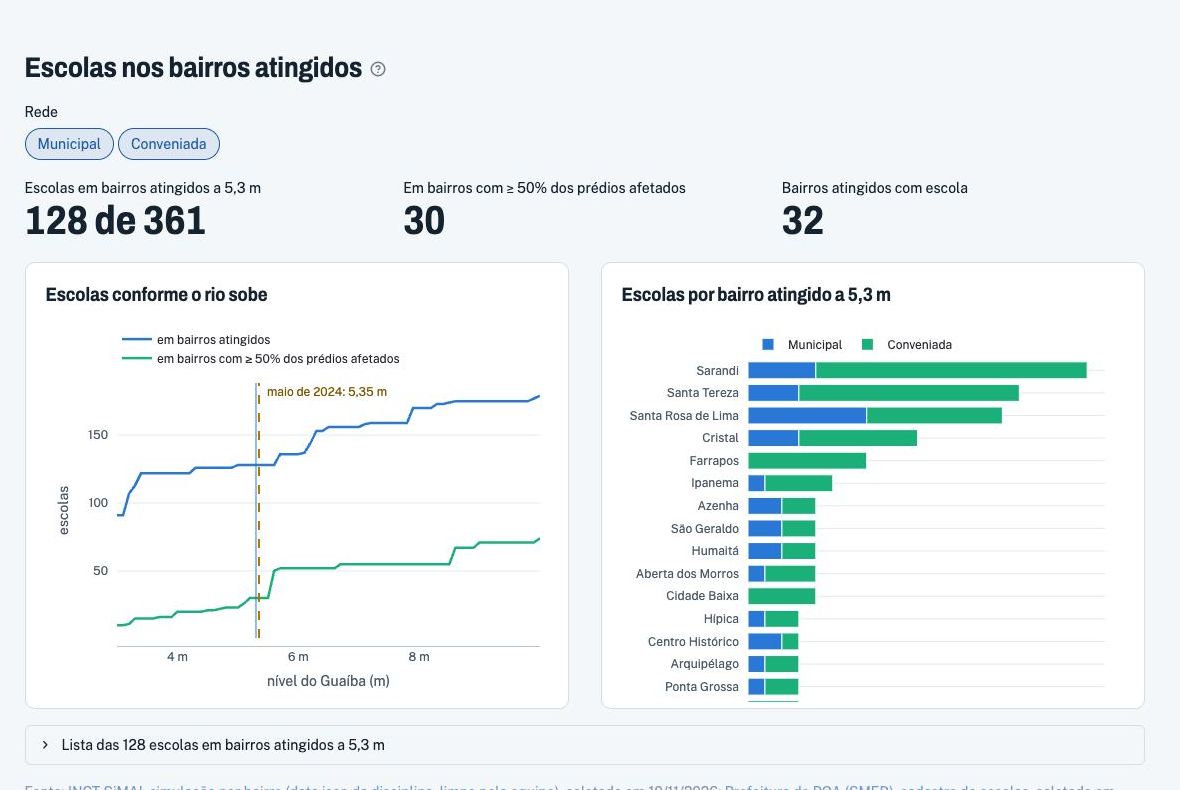 Escolas nos bairros atingidos ?
Rede
Municipal Conveniada
Escolas em bairros atingidos a 5,3 m
128 de 361
Em bairros com ≥ 50% dos prédios afetados
30
Bairros atingidos com escola
32
Escolas conforme o rio sobe
em bairros atingidos
em bairros com ≥ 50% dos prédios afetados
maio de 2024: 5,35 m
150
100
50
escolas
4 m 6 m 8 m
nível do Guaíba (m)
Escolas por bairro atingido a 5,3 m
Municipal Conveniada
Sarandi
Santa Tereza
Santa Rosa de Lima
Cristal
Farrapos
Ipanema
Azenha
São Geraldo
Humaitá
Aberta dos Morros
Cidade Baixa
Hípica
Centro Histórico
Arquipélago
Ponta Grossa
Lista das 128 escolas em bairros atingidos a 5,3 m